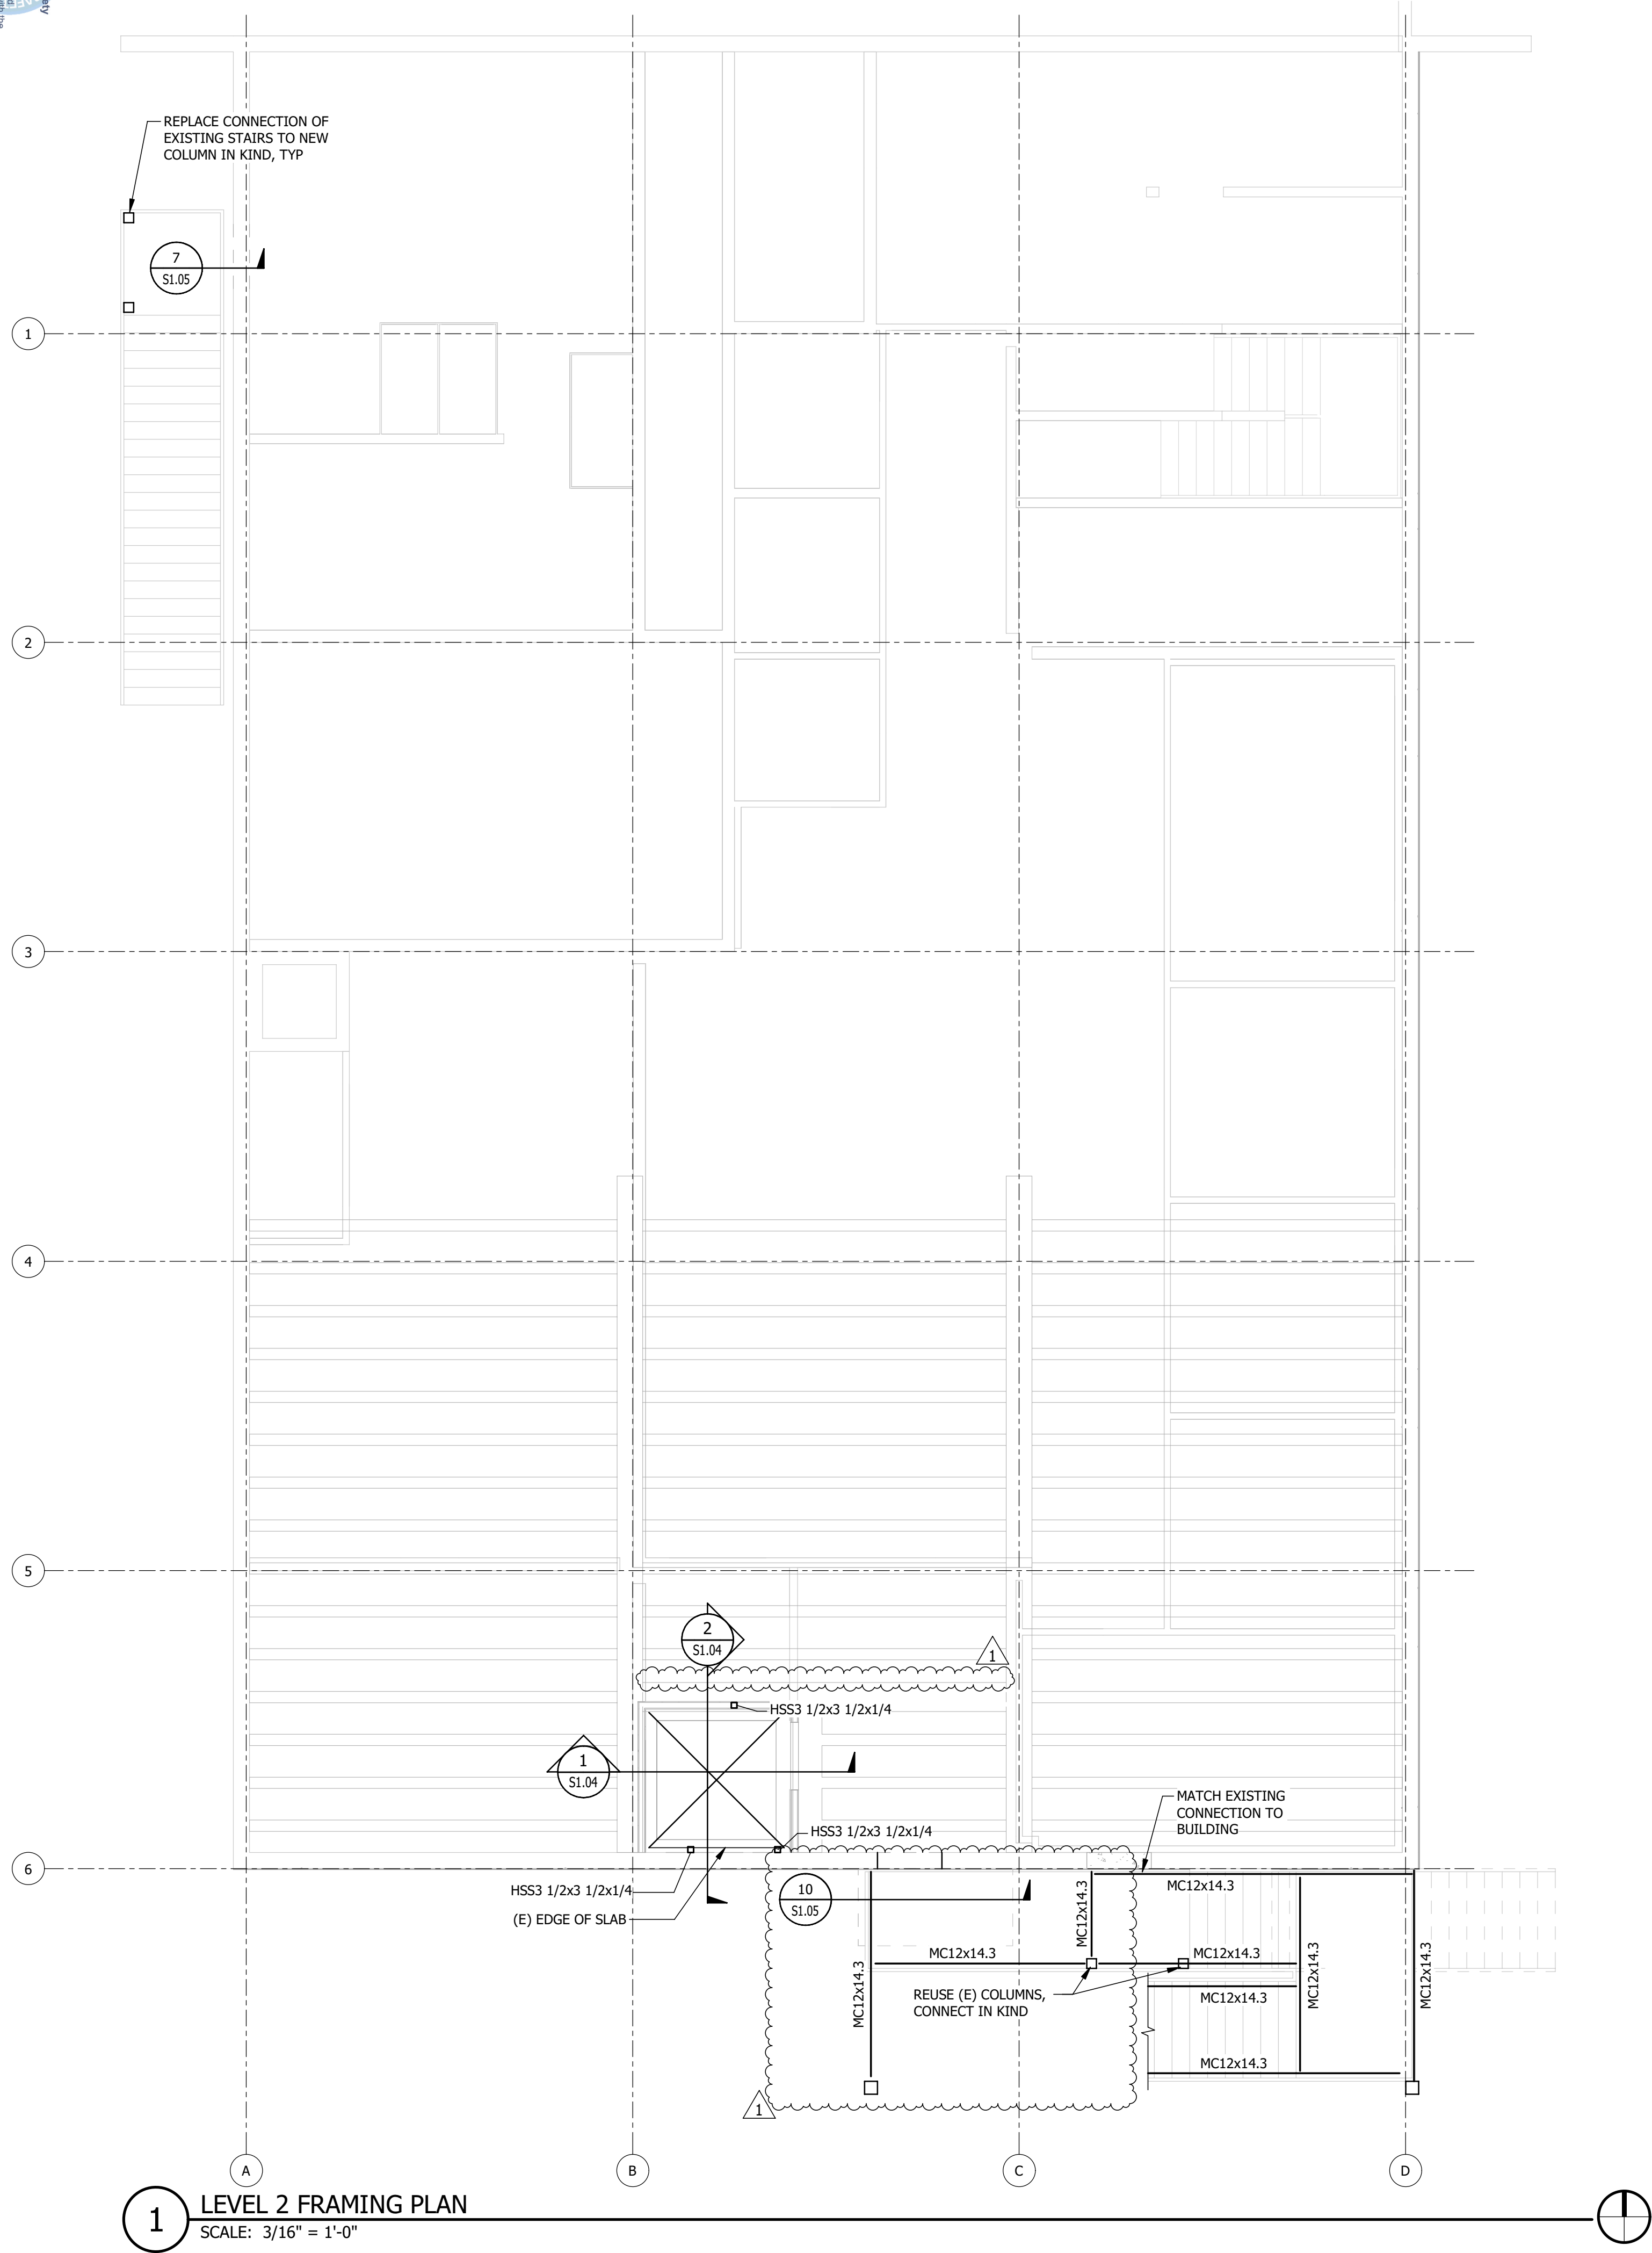 ety
with the
REPLACE CONNECTION OF
EXISTING STAIRS TO NEW
COLUMN IN KIND, TYP
7
S1.05
1
2
3
4
5
2
S1.04
1
HSS3 1/2x3 1/2x1/4
1
S1.04
MATCH EXISTING
CONNECTION TO
BUILDING
HSS3 1/2x3 1/2x1/4
6
HSS3 1/2x3 1/2x1/4
(E) EDGE OF SLAB
10
S1.05
MC12x14.3
MC12x14.3
MC12x14.3
MC12x14.3
MC12x14.3
MC12x14.3
MC12x14.3
REUSE (E) COLUMNS,
CONNECT IN KIND
MC12x14.3
MC12x14.3
1
A
B
C
D
1
LEVEL 2 FRAMING PLAN
SCALE: 3/16" = 1'-0"